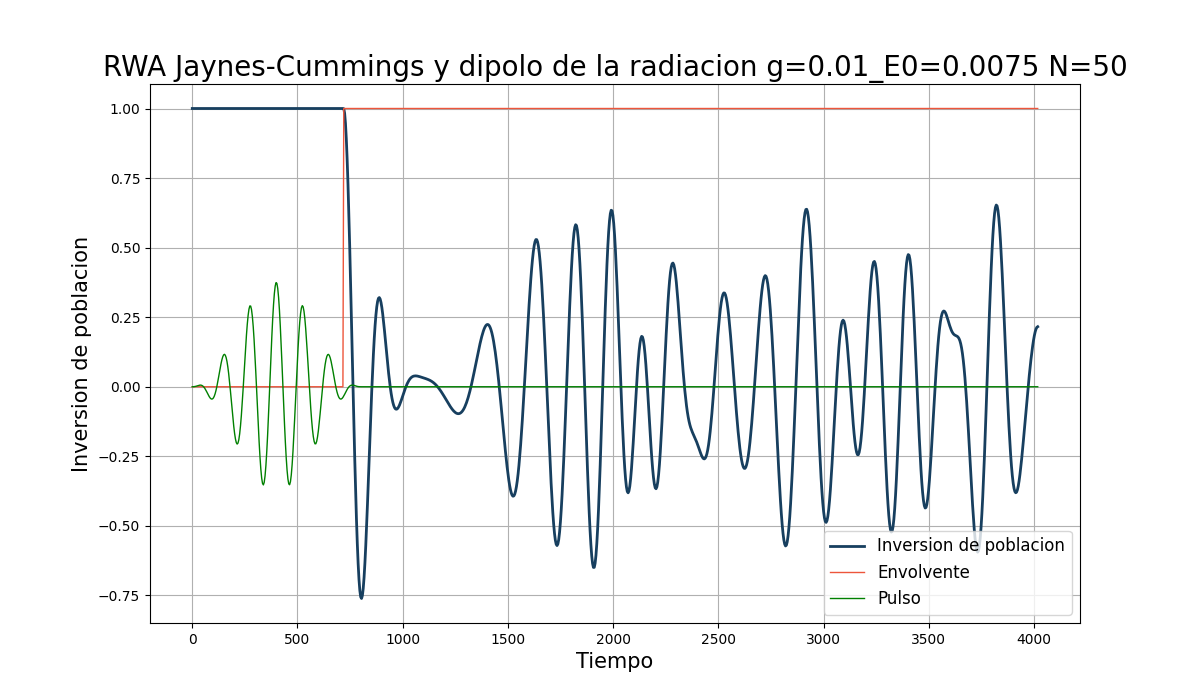 RWA Jaynes-Cummings y dipolo de la radiacion g=0.01_E0=0.0075 N=50
Inversion de poblacion
1.00
0.75
0.50
0.25
0.00
−0.25
−0.50
−0.75
Inversion de poblacion
Envolvente
Pulso
0 500 1000 1500 2000 2500 3000 3500 4000
Tiempo